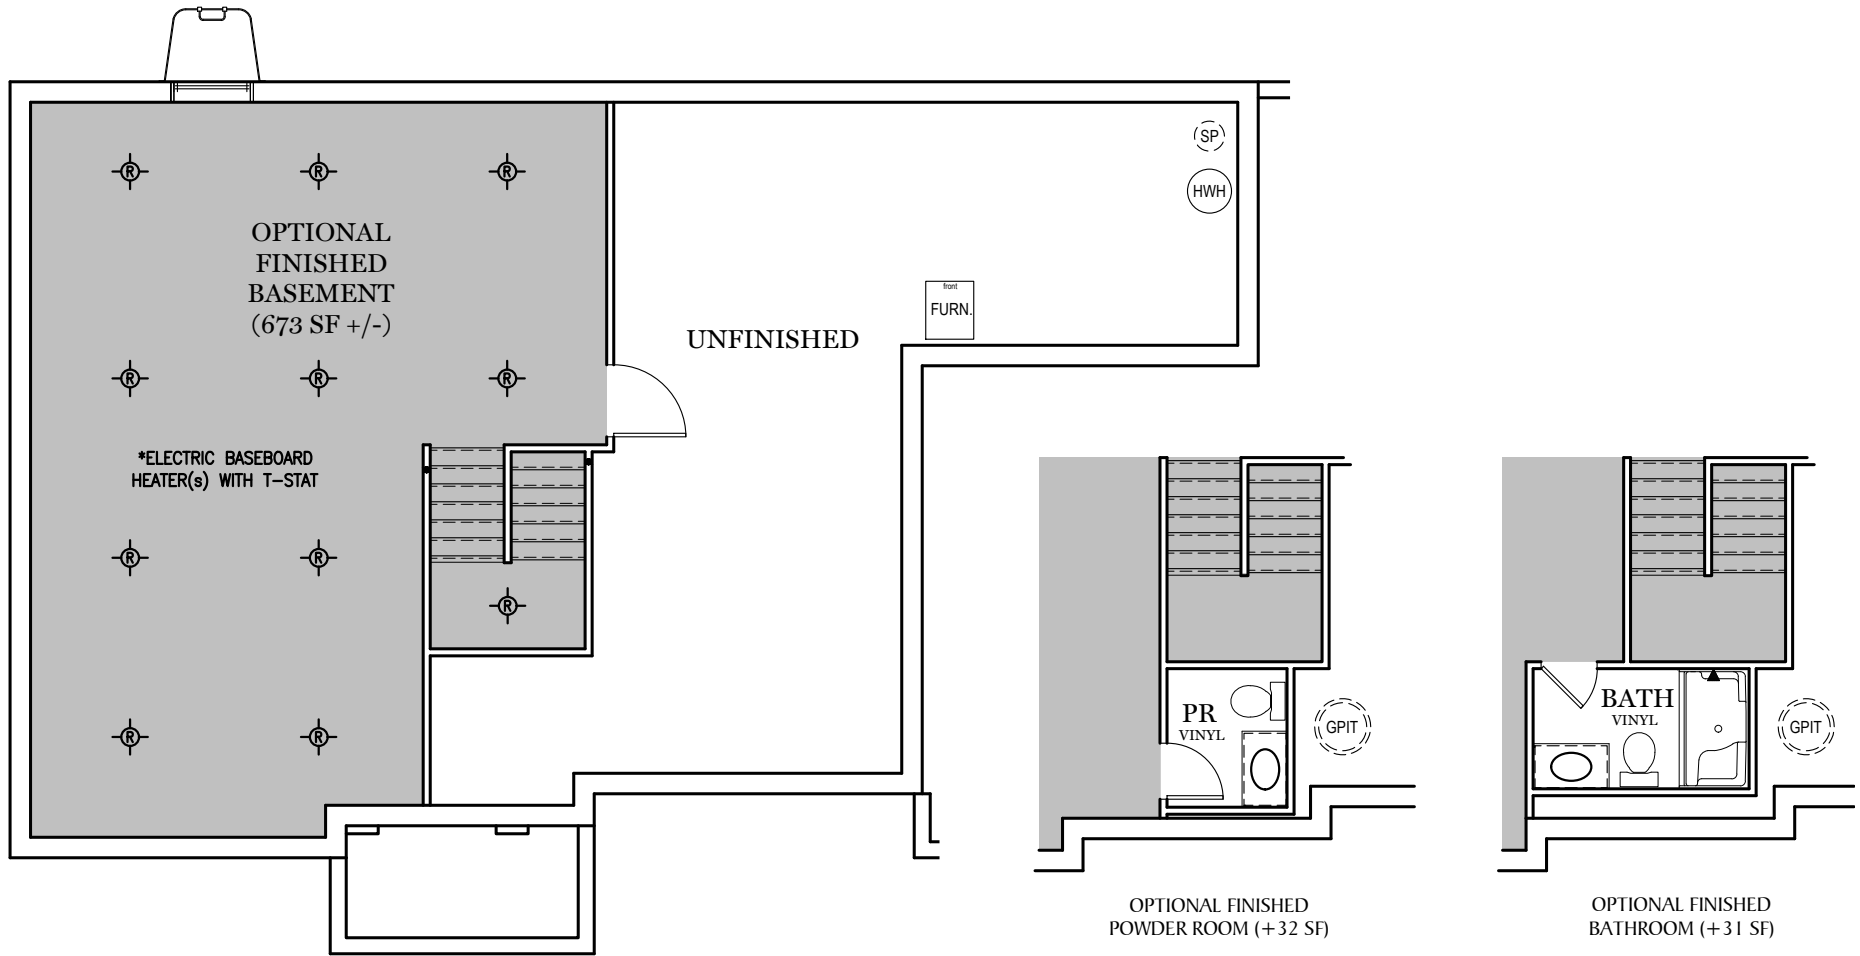 SP
HWH
OPTIONAL
FINISHED
BASEMENT
(673 SF +/-)
front
FURN.
UNFINISHED
R
R
R
R
R
R
*ELECTRIC BASEBOARD
HEATER(s) WITH T-STAT
R
R
R
R
R
PR
VINYL
GPIT
BATH
VINYL
GPIT
OPTIONAL FINISHED
POWDER ROOM (+32 SF)
OPTIONAL FINISHED
BATHROOM (+31 SF)